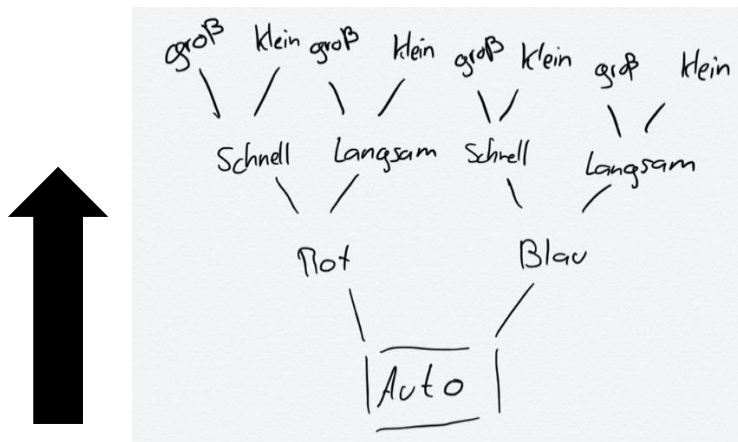 groß klein groß klein groß klein groß klein
Schnell Langsam Schnell Langsam
Rot Blau
Auto